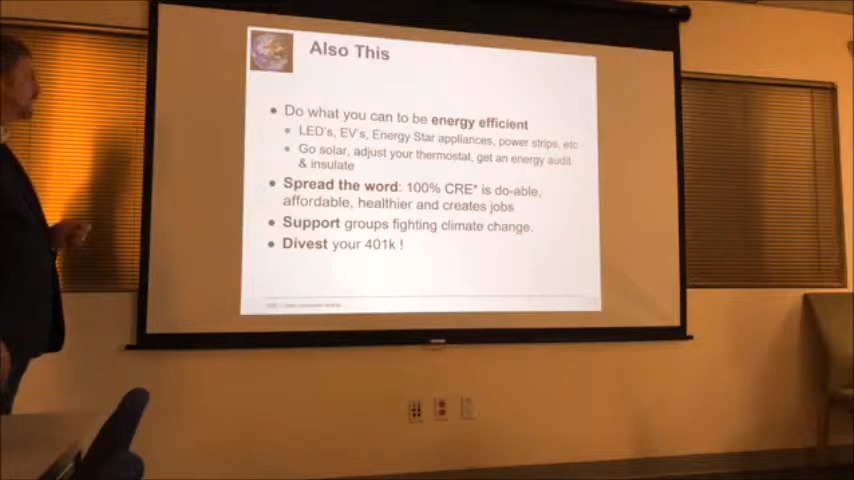 Also This
• Do what you can to be energy efficient
• LED's, EV's, Energy Star appliances, power strips, etc
• Go solar, adjust your thermostat, get an energy audit
& insulate
• Spread the word: 100% CRE* is do-able,
affordable, healthier and creates jobs
• Support groups fighting climate change.
• Divest your 401k !